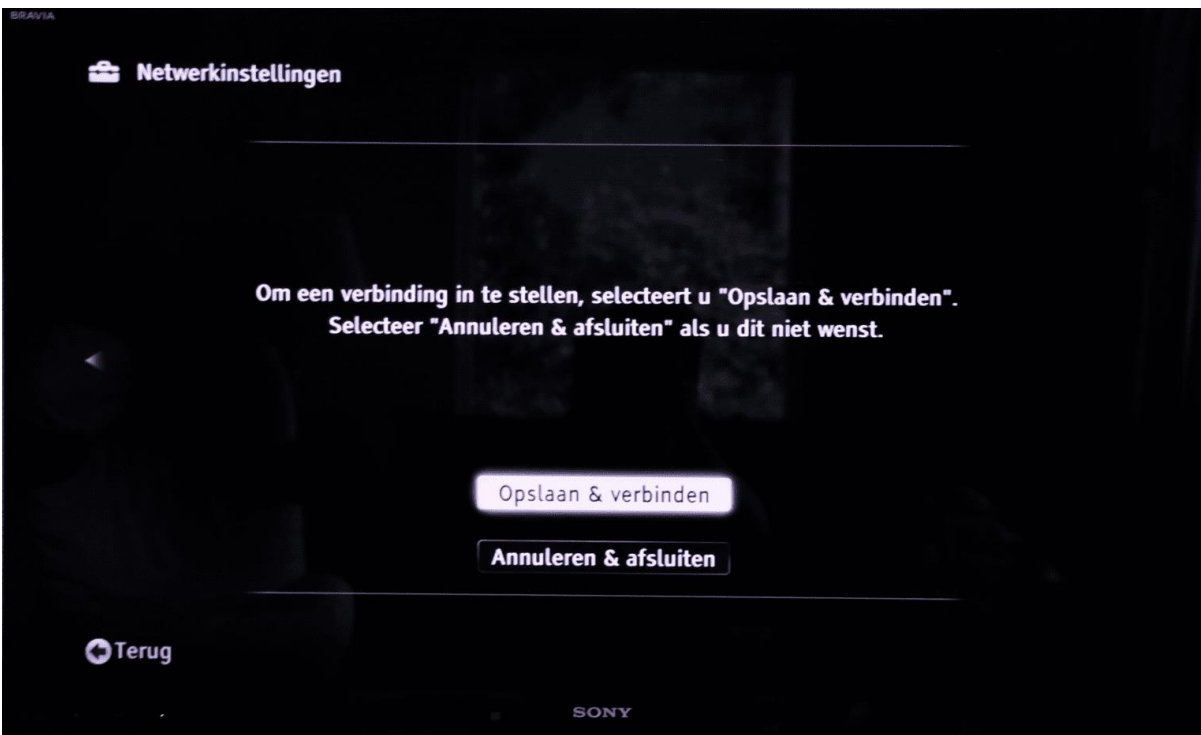 BRAVIA
Netwerkinstellingen
Om een verbinding in te stellen, selecteert u "Opslaan & verbinden".
Selecteer "Annuleren & afsluiten" als u dit niet wenst.
Opslaan & verbinden
Annuleren & afsluiten
Terug
SONY